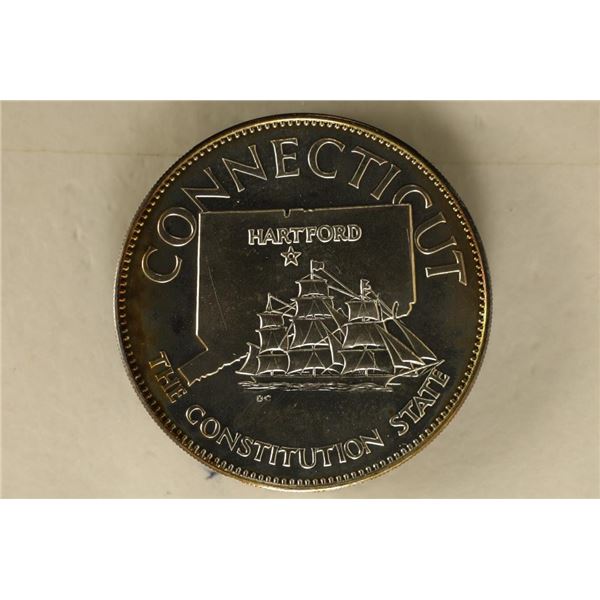 CONNECTICUT
HARTFORD
THE CONSTITUTION STATE